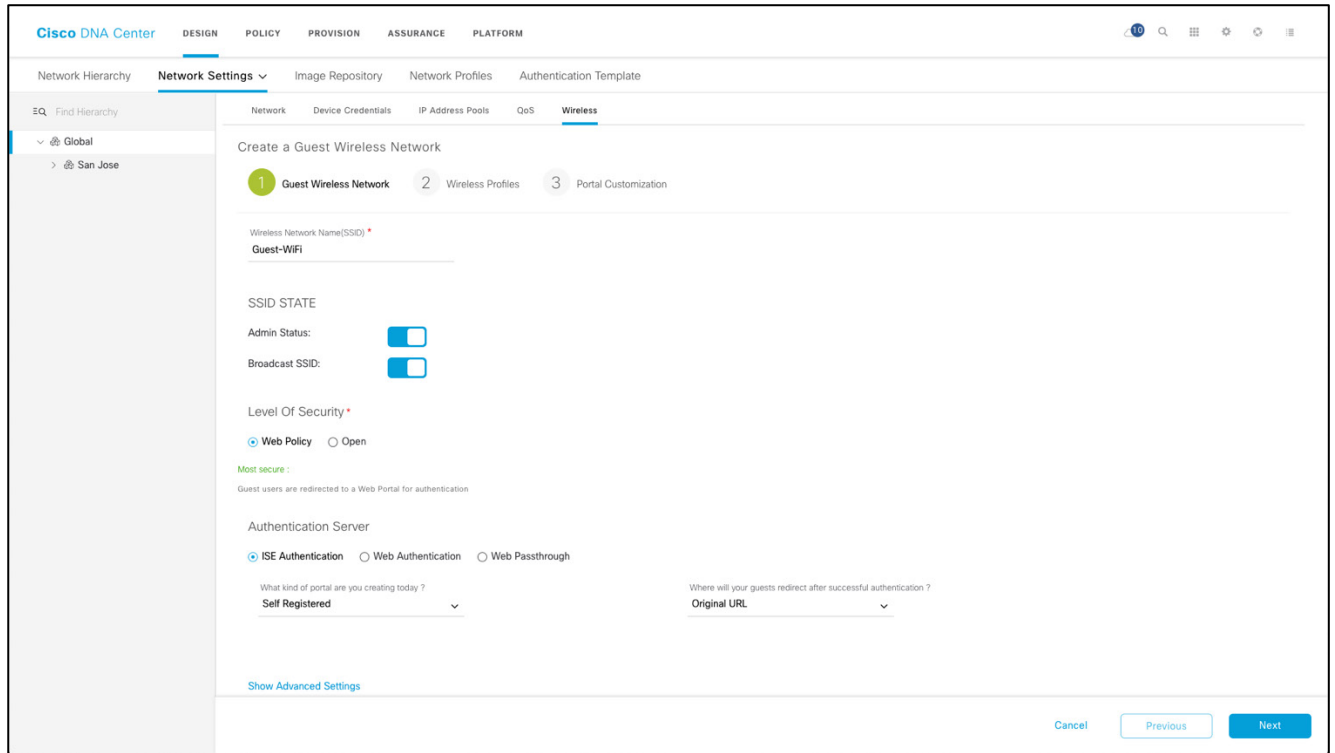 Cisco DNA Center DESIGN POLICY PROVISION ASSURANCE PLATFORM 10
Network Hierarchy Network Settings Image Repository Network Profiles Authentication Template
Find Hierarchy
Global
San Jose
Network Device Credentials IP Address Pools QoS Wireless
Create a Guest Wireless Network
1 Guest Wireless Network 2 Wireless Profiles 3 Portal Customization
Wireless Network Name(SSID) *
Guest-WiFi
SSID STATE
Admin Status:
Broadcast SSID:
Level Of Security *
Web Policy Open
Most secure :
Guest users are redirected to a Web Portal for authentication
Authentication Server
ISE Authentication Web Authentication Web Passthrough
What kind of portal are you creating today ? Where will your guests redirect after successful authentication ?
Self Registered Original URL
Show Advanced Settings
Cancel Previous Next